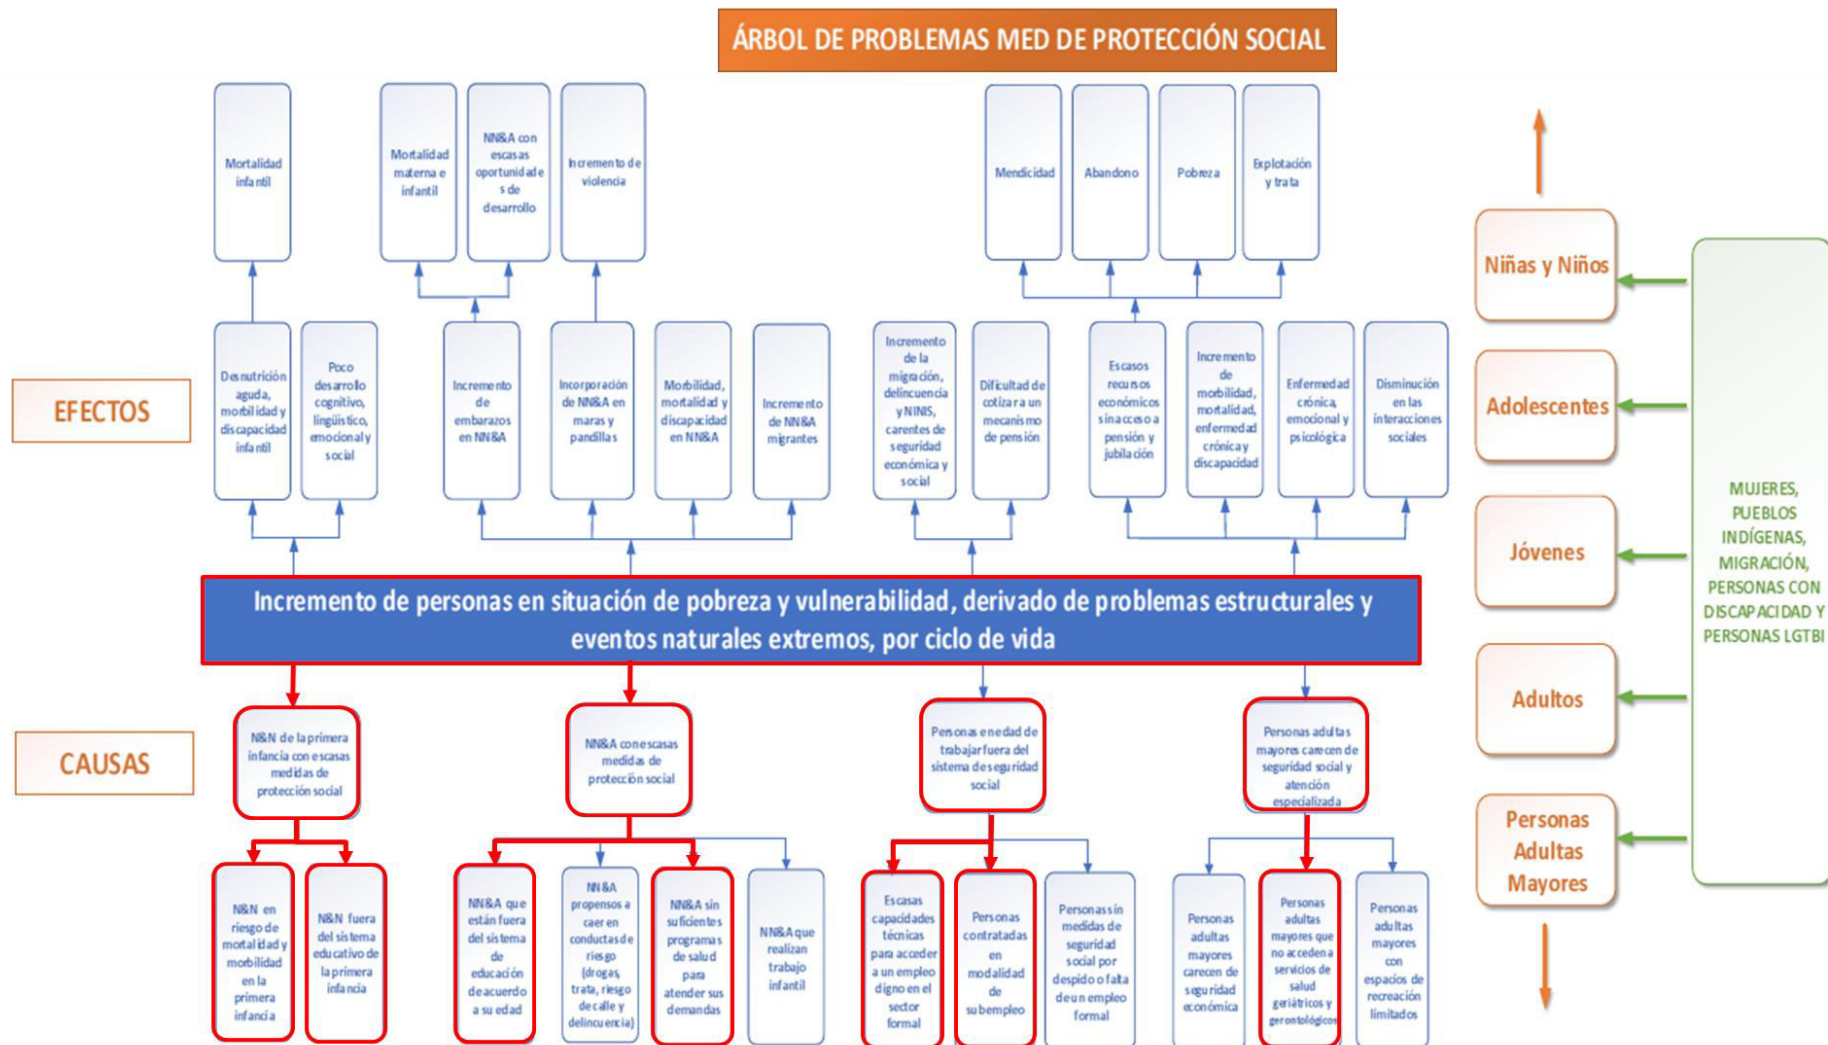 ÁRBOL DE PROBLEMAS MED DE PROTECCIÓN SOCIAL
Mortalidad
infantil
Mortalidad
materna e
infantil
NN&A con
escasas
oportunidade
s de
desarrollo
Incremento de
violencia
Mendicidad
Abandono
Pobreza
Explotación
y trata
EFECTOS
Desnutrición
aguda,
morbilidad y
discapacidad
infantil
Poco
desarrollo
cognitivo,
lingüístico,
emocional y
social
Incremento
de
embarazos
en NN&A
Incorporación
de NN&A en
maras y
pandillas
Morbilidad,
mortalidad y
discapacidad
en NN&A
Incremento
de NN&A
migrantes
Incremento
de la
migración,
delincuencia
y NINIS,
carentes de
seguridad
económica y
social
Dificultad de
cotizar a un
mecanismo
de pensión
Escasos
recursos
económicos
sin acceso a
pensión y
jubilación
Incremento
de
morbilidad,
mortalidad,
enfermedad
crónica y
discapacidad
Enfermedad
crónica,
emocional y
psicológica
Disminución
en las
interacciones
sociales
Incremento de personas en situación de pobreza y vulnerabilidad, derivado de problemas estructurales y
eventos naturales extremos, por ciclo de vida
CAUSAS
N&N de la primera
infancia con escasas
medidas de
protección social
NN&A con escasas
medidas de
protección social
Personas en edad de
trabajar fuera del
sistema de seguridad
social
Personas adultas
mayores carecen de
seguridad social y
atención
especializada
N&N en
riesgo de
mortalidad y
morbilidad
en la
primera
infancia
N&N fuera
del sistema
educativo de
la primera
infancia
NN&A que
están fuera
del sistema
de
educación
de acuerdo
a su edad
NN&A
propensos a
caer en
conductas de
riesgo
(drogas,
trata, riesgo
de calle y
delincuencia)
NN&A sin
suficientes
programas
de salud
para
atender sus
demandas
NN&A que
realizan
trabajo
infantil
Escasas
capacidades
técnicas
para acceder
a un empleo
digno en el
sector
formal
Personas
contratadas
en
modalidad
de
subempleo
Personas sin
medidas de
seguridad
social por
despido o falta
de un empleo
formal
Personas
adultas
mayores
carecen de
seguridad
económica
Personas
adultas
mayores que
no acceden a
servicios de
salud
geriátricos y
gerontológicos
Personas
adultas
mayores
con
espacios de
recreación
limitados
Niñas y Niños
Adolescentes
Jóvenes
Adultos
Personas
Adultas
Mayores
MUJERES,
PUEBLOS
INDÍGENAS,
MIGRACIÓN,
PERSONAS CON
DISCAPACIDAD Y
PERSONAS LGTBI